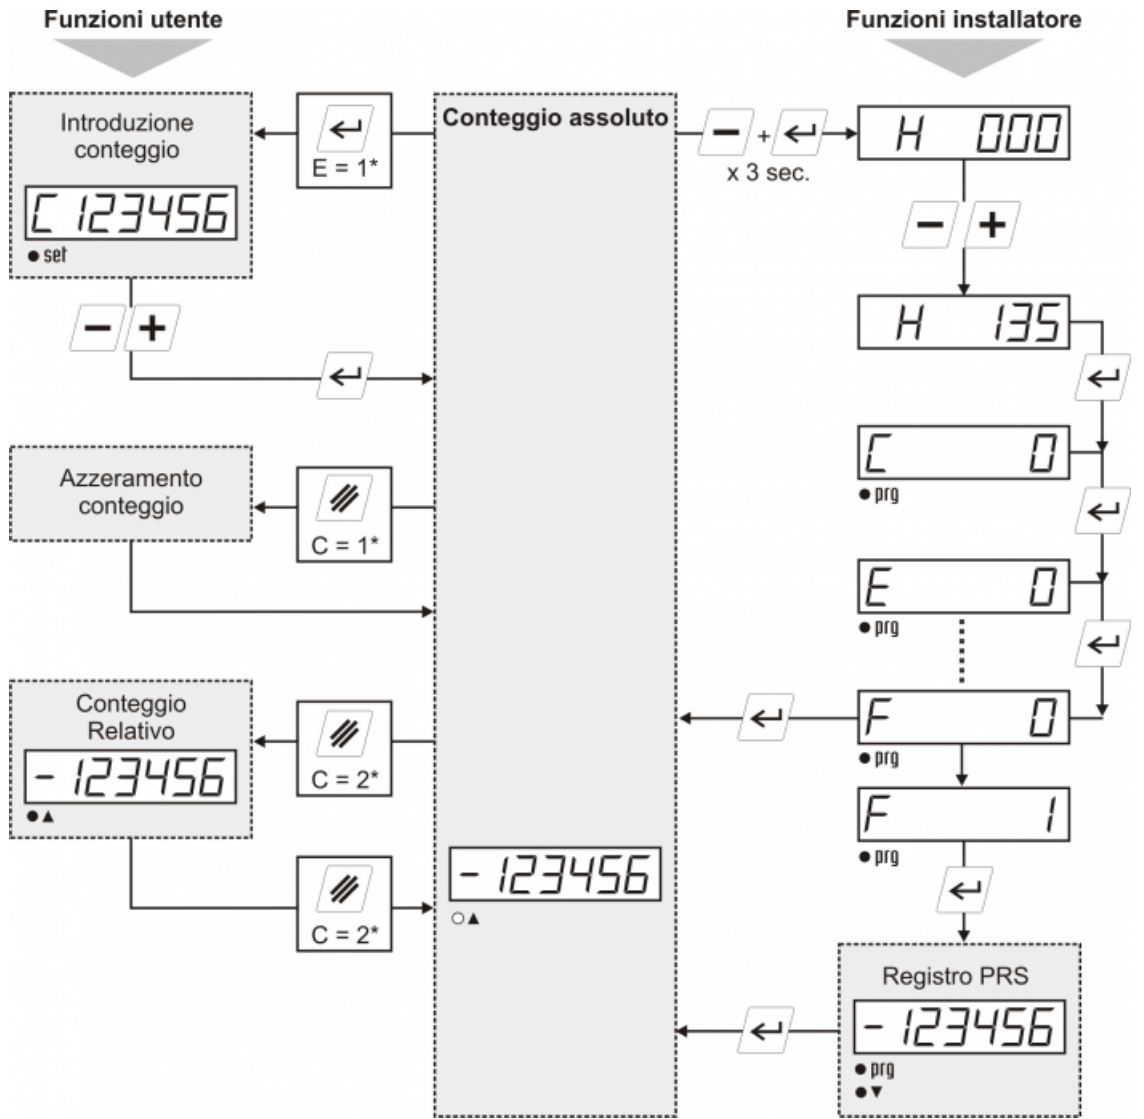 Funzioni utente
Funzioni installatore
Introduzione
conteggio
C 123456
● set
E = 1*
Conteggio assoluto
- + ↵
x 3 sec.
H 000
- +
H 135
- +
Azzeramento
conteggio
C = 1*
C 0
● prg
E 0
● prg
Conteggio
Relativo
-123456
● ▲
C = 2*
F 0
● prg
F 1
● prg
C = 2*
-123456
○ ▲
Registro PRS
-123456
● prg
● ▼